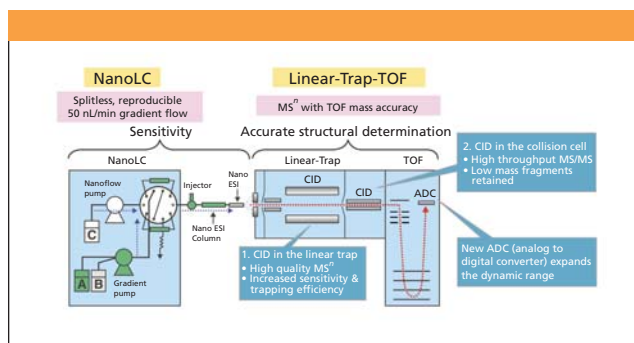 NanoLC
Linear-Trap-TOF
Splitless, reproducible
50 nL/min gradient flow
MSⁿ with TOF mass accuracy
Sensitivity
Accurate structural determination
NanoLC
Linear-Trap
TOF
2. CID in the collision cell
• High throughput MS/MS
• Low mass fragments
retained
Nanoflow
pump
Injector
Nano
ESI
CID
CID
ADC
C
Nano ESI
Column
1. CID in the linear trap
• High quality MSⁿ
• Increased sensitivity &
trapping efficiency
New ADC (analog to
digital converter) expands
the dynamic range
A
B
Gradient
pump